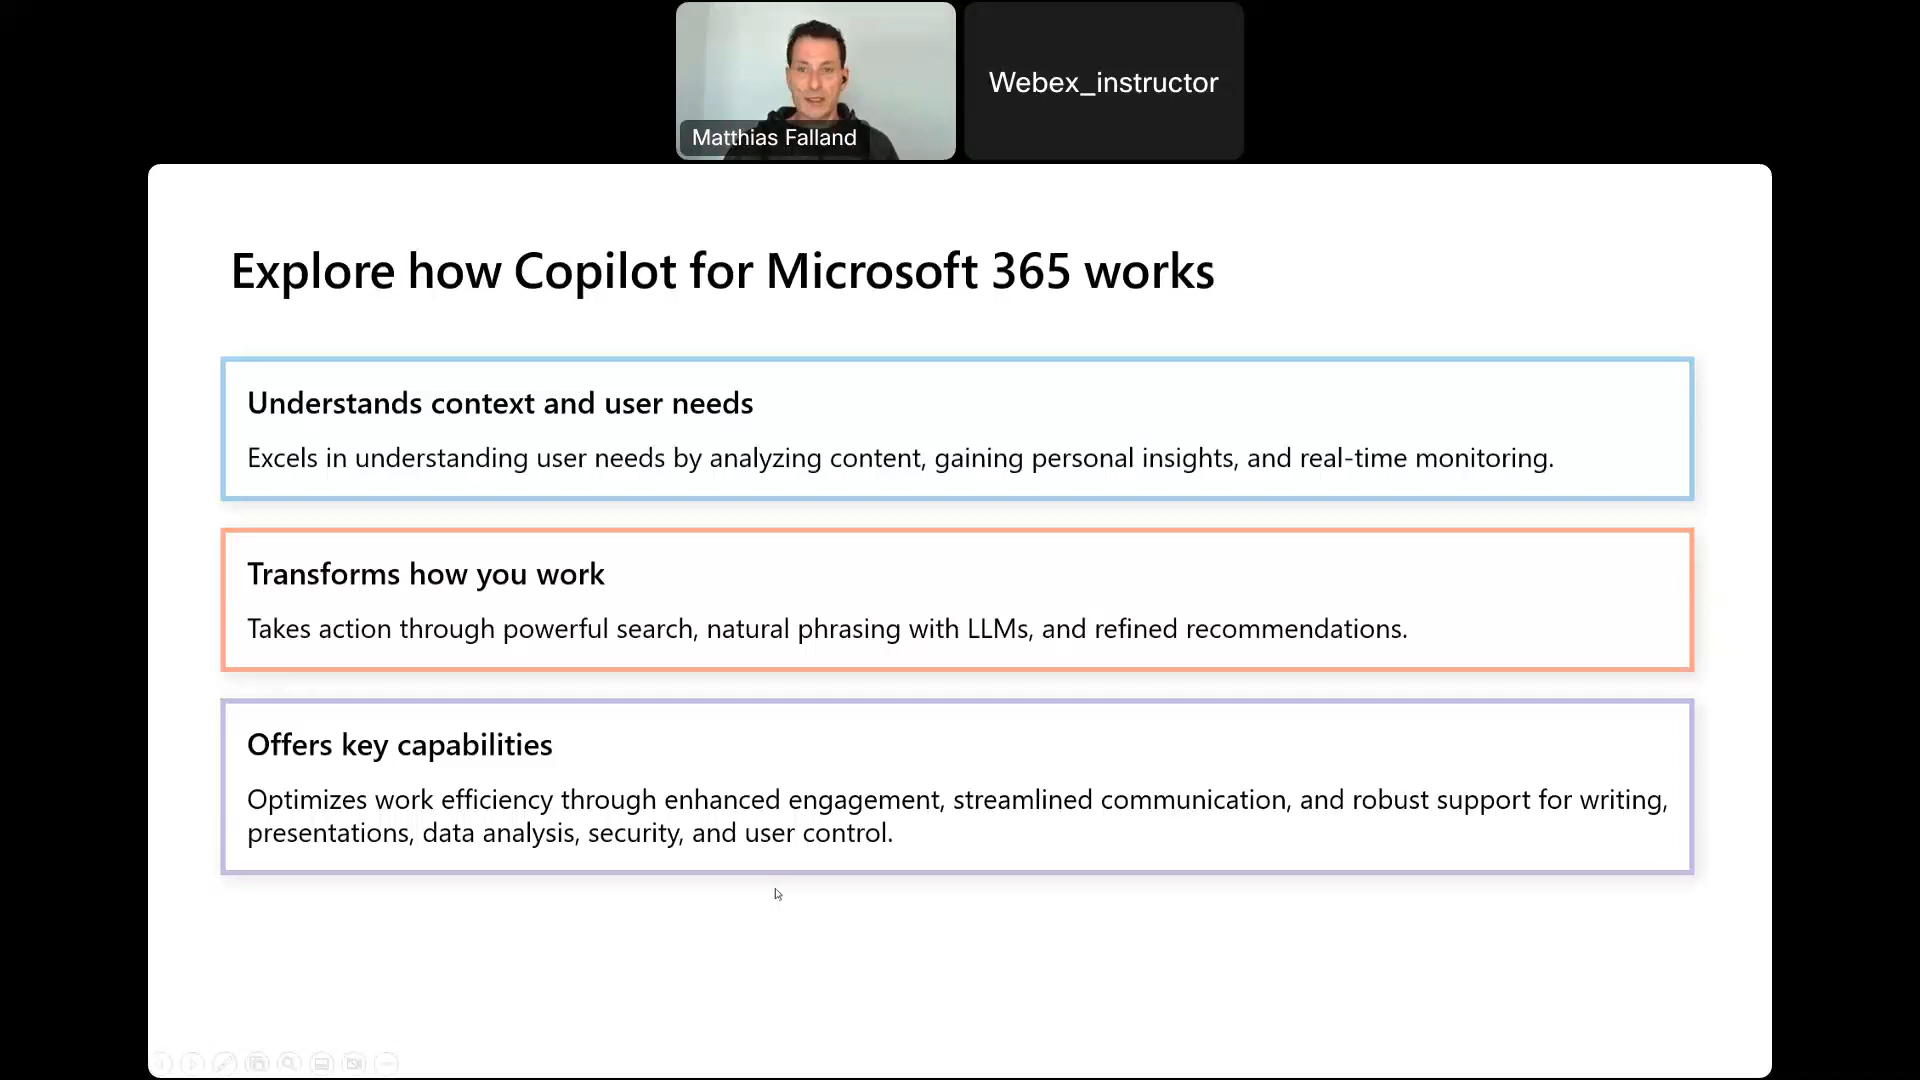 Matthias Falland
Webex_instructor
Explore how Copilot for Microsoft 365 works
Understands context and user needs
Excels in understanding user needs by analyzing content, gaining personal insights, and real-time monitoring.
Transforms how you work
Takes action through powerful search, natural phrasing with LLMs, and refined recommendations.
Offers key capabilities
Optimizes work efficiency through enhanced engagement, streamlined communication, and robust support for writing,
presentations, data analysis, security, and user control.